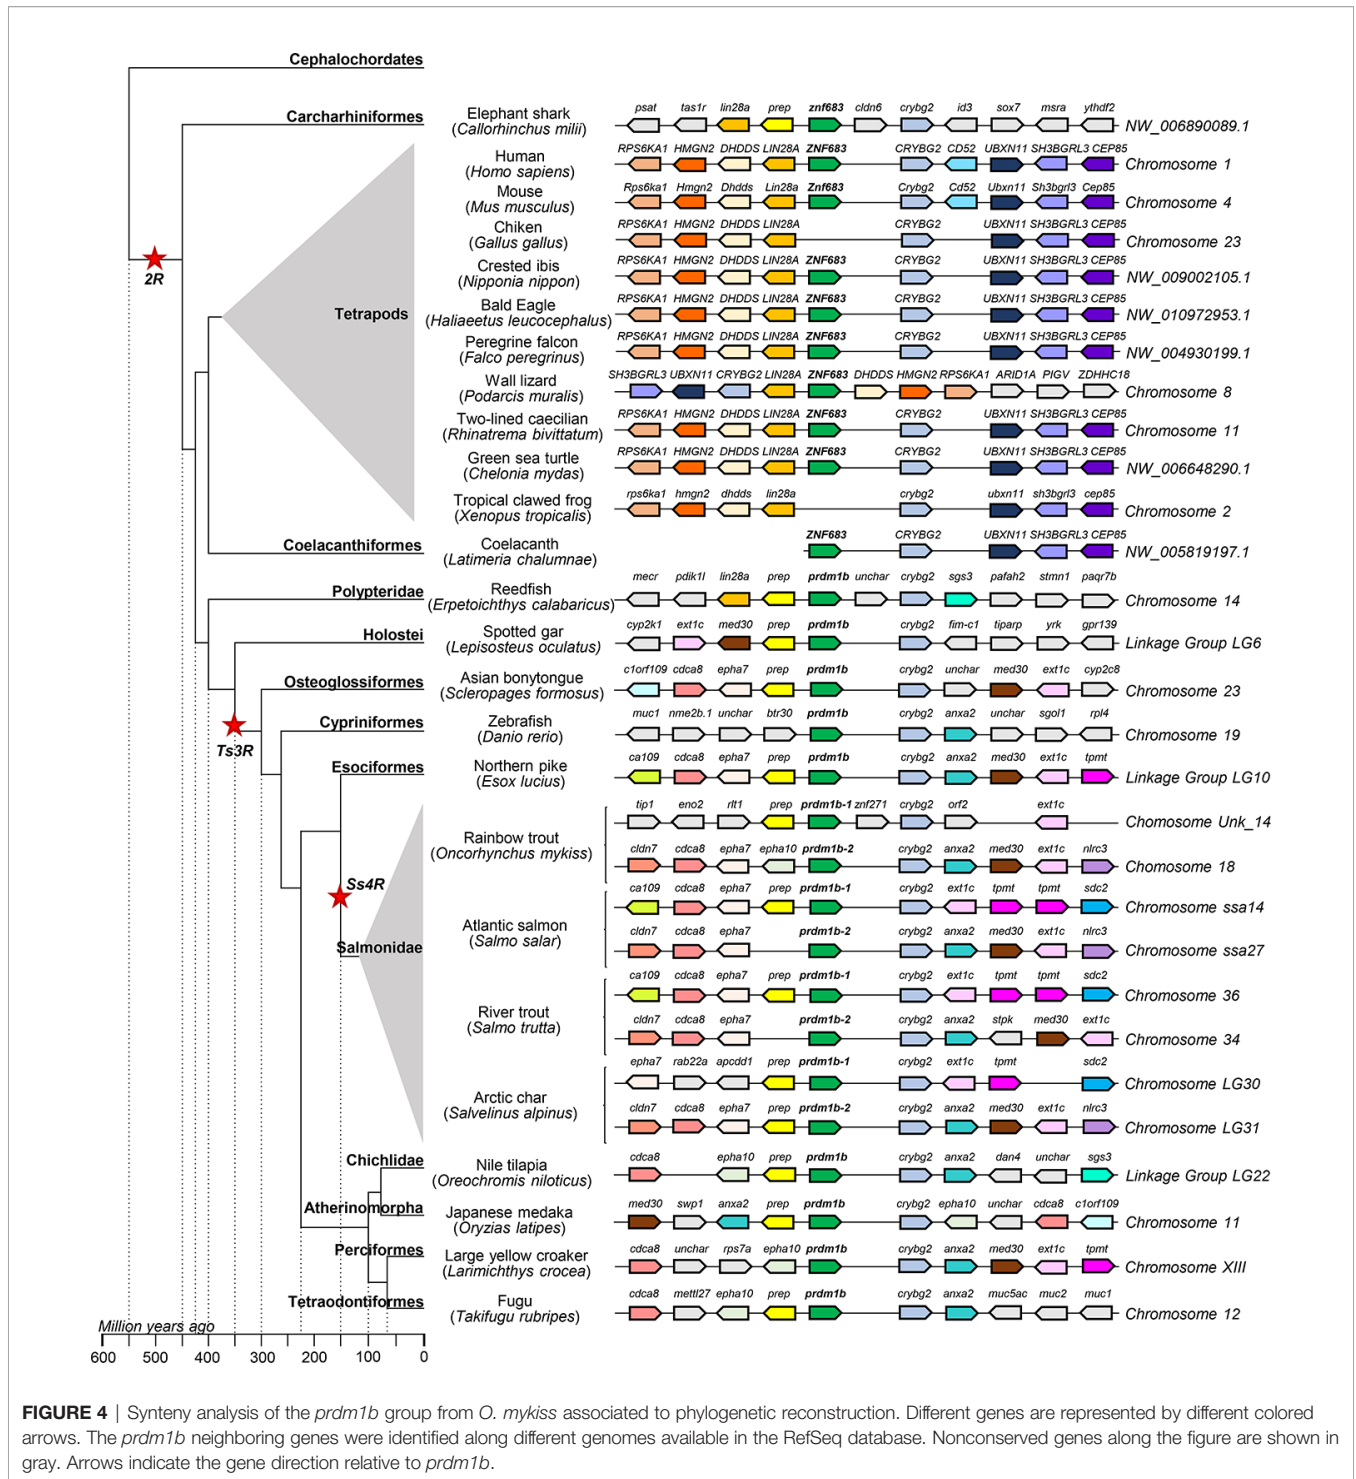 Cephalochordates
Carcharhiniformes
Elephant shark
(Callorhinchus milii)
psat tas1r lin28a prep znf683 cldn6 crybg2 id3 sox7 msra ythdf2
NW_006890089.1
Human
(Homo sapiens)
RPS6KA1 HMGN2 DHDDS LIN28A ZNF683 CRYBG2 CD52 UBXN11 SH3BGRL3 CEP85
Chromosome 1
Mouse
(Mus musculus)
Rps6ka1 Hmgn2 Dhdds Lin28a Znf683 Crybg2 Cd52 Ubxn11 Sh3bgrl3 Cep85
Chromosome 4
Chiken
(Gallus gallus)
RPS6KA1 HMGN2 DHDDS LIN28A CRYBG2 UBXN11 SH3BGRL3 CEP85
Chromosome 23
2R
Crested ibis
(Nipponia nippon)
RPS6KA1 HMGN2 DHDDS LIN28A ZNF683 CRYBG2 UBXN11 SH3BGRL3 CEP85
NW_009002105.1
Tetrapods
Bald Eagle
(Haliaeetus leucocephalus)
RPS6KA1 HMGN2 DHDDS LIN28A ZNF683 CRYBG2 UBXN11 SH3BGRL3 CEP85
NW_010972953.1
Peregrine falcon
(Falco peregrinus)
RPS6KA1 HMGN2 DHDDS LIN28A ZNF683 CRYBG2 UBXN11 SH3BGRL3 CEP85
NW_004930199.1
Wall lizard
(Podarcis muralis)
SH3BGRL3 UBXN11 CRYBG2 LIN28A ZNF683 DHDDS HMGN2 RPS6KA1 ARID1A PIGV ZDHHC18
Chromosome 8
Two-lined caecilian
(Rhinatrema bivittatum)
RPS6KA1 HMGN2 DHDDS LIN28A ZNF683 CRYBG2 UBXN11 SH3BGRL3 CEP85
Chromosome 11
Green sea turtle
(Chelonia mydas)
RPS6KA1 HMGN2 DHDDS LIN28A ZNF683 CRYBG2 UBXN11 SH3BGRL3 CEP85
NW_006648290.1
Tropical clawed frog
(Xenopus tropicalis)
rps6ka1 hmgn2 dhdds lin28a crybg2 ubxn11 sh3bgrl3 cep85
Chromosome 2
Coelacanthiformes
Coelacanth
(Latimeria chalumnae)
ZNF683 CRYBG2 UBXN11 SH3BGRL3 CEP85
NW_005819197.1
Polypteridae
Reedfish
(Erpetoichthys calabaricus)
mecr pdik1l lin28a prep prdm1b unchar crybg2 sgs3 pafah2 stmn1 paqr7b
Chromosome 14
Holostei
Spotted gar
(Lepisosteus oculatus)
cyp2k1 ext1c med30 prep prdm1b crybg2 fim-c1 tiparp yrk gpr139
Linkage Group LG6
Osteoglossiformes
Asian bonytongue
(Scleropages formosus)
c1orf109 cdca8 epha7 prep prdm1b crybg2 unchar med30 ext1c cyp2c8
Chromosome 23
Ts3R
Cypriniformes
Zebrafish
(Danio rerio)
muc1 nme2b.1 unchar btr30 prdm1b crybg2 anxa2 unchar sgol1 rpl4
Chromosome 19
Esociformes
Northern pike
(Esox lucius)
ca109 cdca8 epha7 prep prdm1b crybg2 anxa2 med30 ext1c tpmt
Linkage Group LG10
Rainbow trout
(Oncorhynchus mykiss)
tip1 eno2 rlt1 prep prdm1b-1 znf271 crybg2 orf2 ext1c
Chomosome Unk_14
cldn7 cdca8 epha7 epha10 prdm1b-2 crybg2 anxa2 med30 ext1c nlrc3
Chomosome 18
Ss4R
Salmonidae
Atlantic salmon
(Salmo salar)
ca109 cdca8 epha7 prep prdm1b-1 crybg2 ext1c tpmt tpmt sdc2
Chromosome ssa14
cldn7 cdca8 epha7 prdm1b-2 crybg2 anxa2 med30 ext1c nlrc3
Chromosome ssa27
River trout
(Salmo trutta)
ca109 cdca8 epha7 prep prdm1b-1 crybg2 ext1c tpmt tpmt sdc2
Chromosome 36
cldn7 cdca8 epha7 prdm1b-2 crybg2 anxa2 stpk med30 ext1c
Chromosome 34
Arctic char
(Salvelinus alpinus)
epha7 rab22a apcdd1 prep prdm1b-1 crybg2 ext1c tpmt sdc2
Chromosome LG30
cldn7 cdca8 epha7 prep prdm1b-2 crybg2 anxa2 med30 ext1c nlrc3
Chromosome LG31
Chichlidae
Nile tilapia
(Oreochromis niloticus)
cdca8 epha10 prep prdm1b crybg2 anxa2 dan4 unchar sgs3
Linkage Group LG22
Atherinomorpha
Japanese medaka
(Oryzias latipes)
med30 swp1 anxa2 prep prdm1b crybg2 epha10 unchar cdca8 c1orf109
Chromosome 11
Perciformes
Large yellow croaker
(Larimichthys crocea)
cdca8 unchar rps7a epha10 prdm1b crybg2 anxa2 med30 ext1c tpmt
Chromosome XIII
Tetraodontiformes
Fugu
(Takifugu rubripes)
cdca8 mettl27 epha10 prep prdm1b crybg2 anxa2 muc5ac muc2 muc1
Chromosome 12
Million years ago
600 500 400 300 200 100 0
FIGURE 4 | Synteny analysis of the prdm1b group from O. mykiss associated to phylogenetic reconstruction. Different genes are represented by different colored
arrows. The prdm1b neighboring genes were identified along different genomes available in the RefSeq database. Nonconserved genes along the figure are shown in
gray. Arrows indicate the gene direction relative to prdm1b.